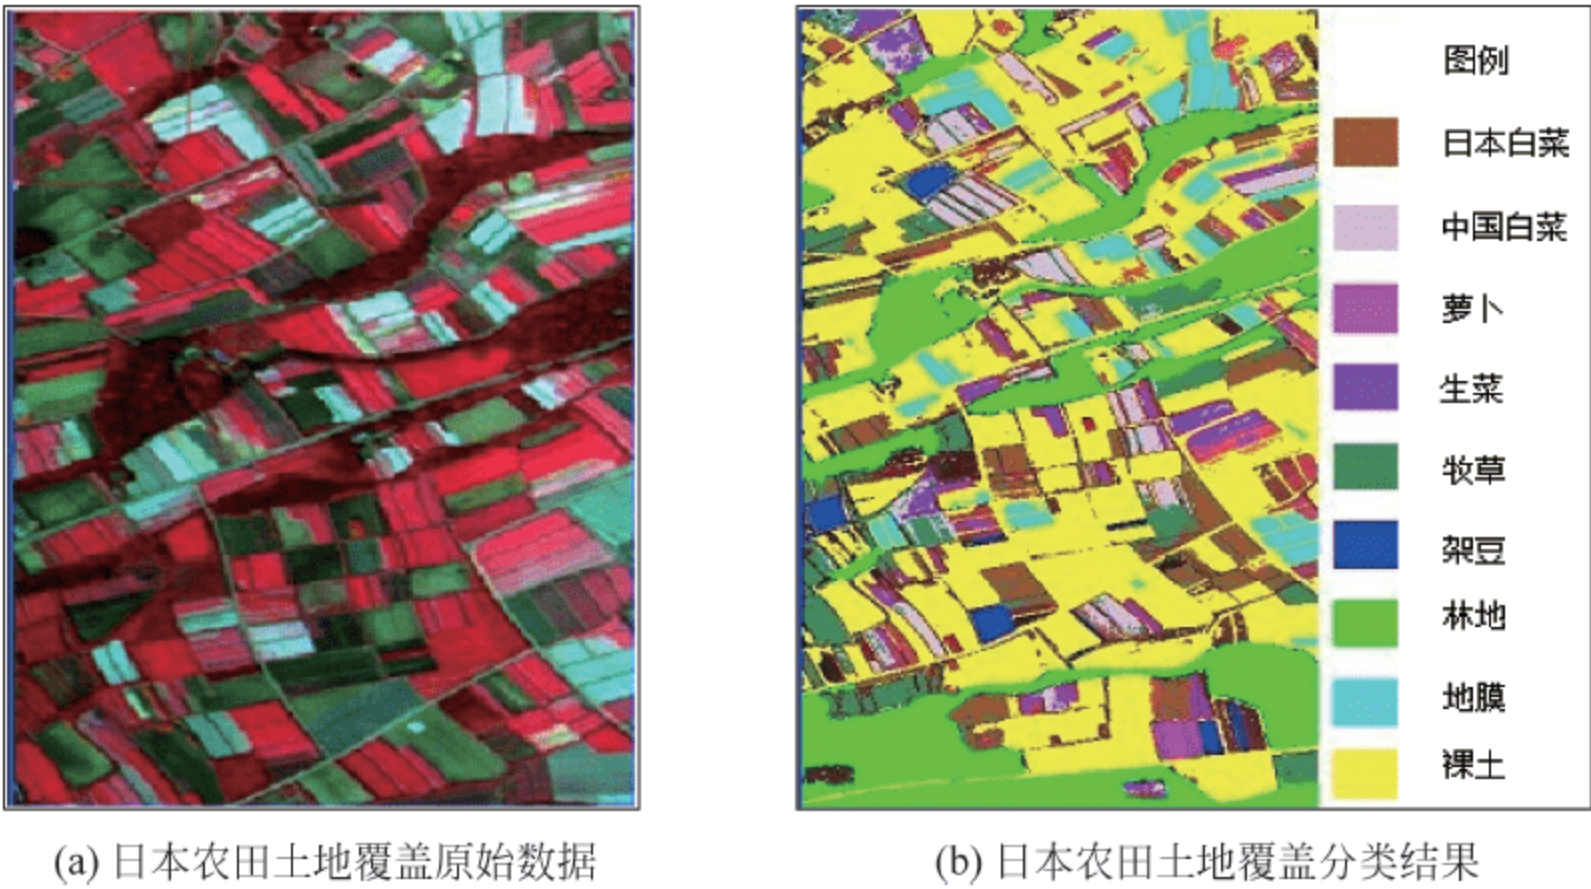 图例
日本白菜
中国白菜
萝卜
生菜
牧草
架豆
林地
地膜
裸土
(a) 日本农田土地覆盖原始数据
(b) 日本农田土地覆盖分类结果